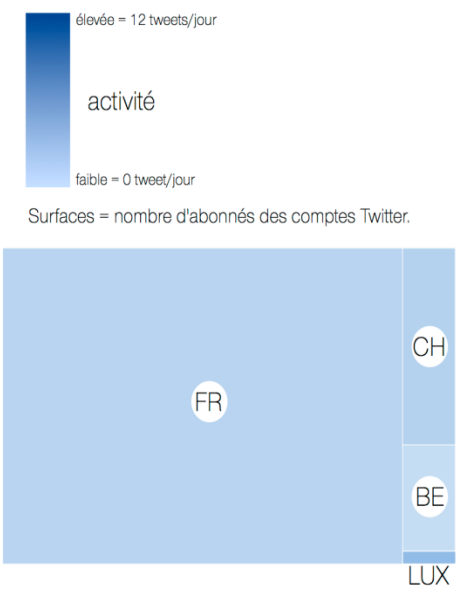 élevée = 12 tweets/jour
activité
faible = 0 tweet/jour
Surfaces = nombre d'abonnés des comptes Twitter.
CH
FR
BE
LUX